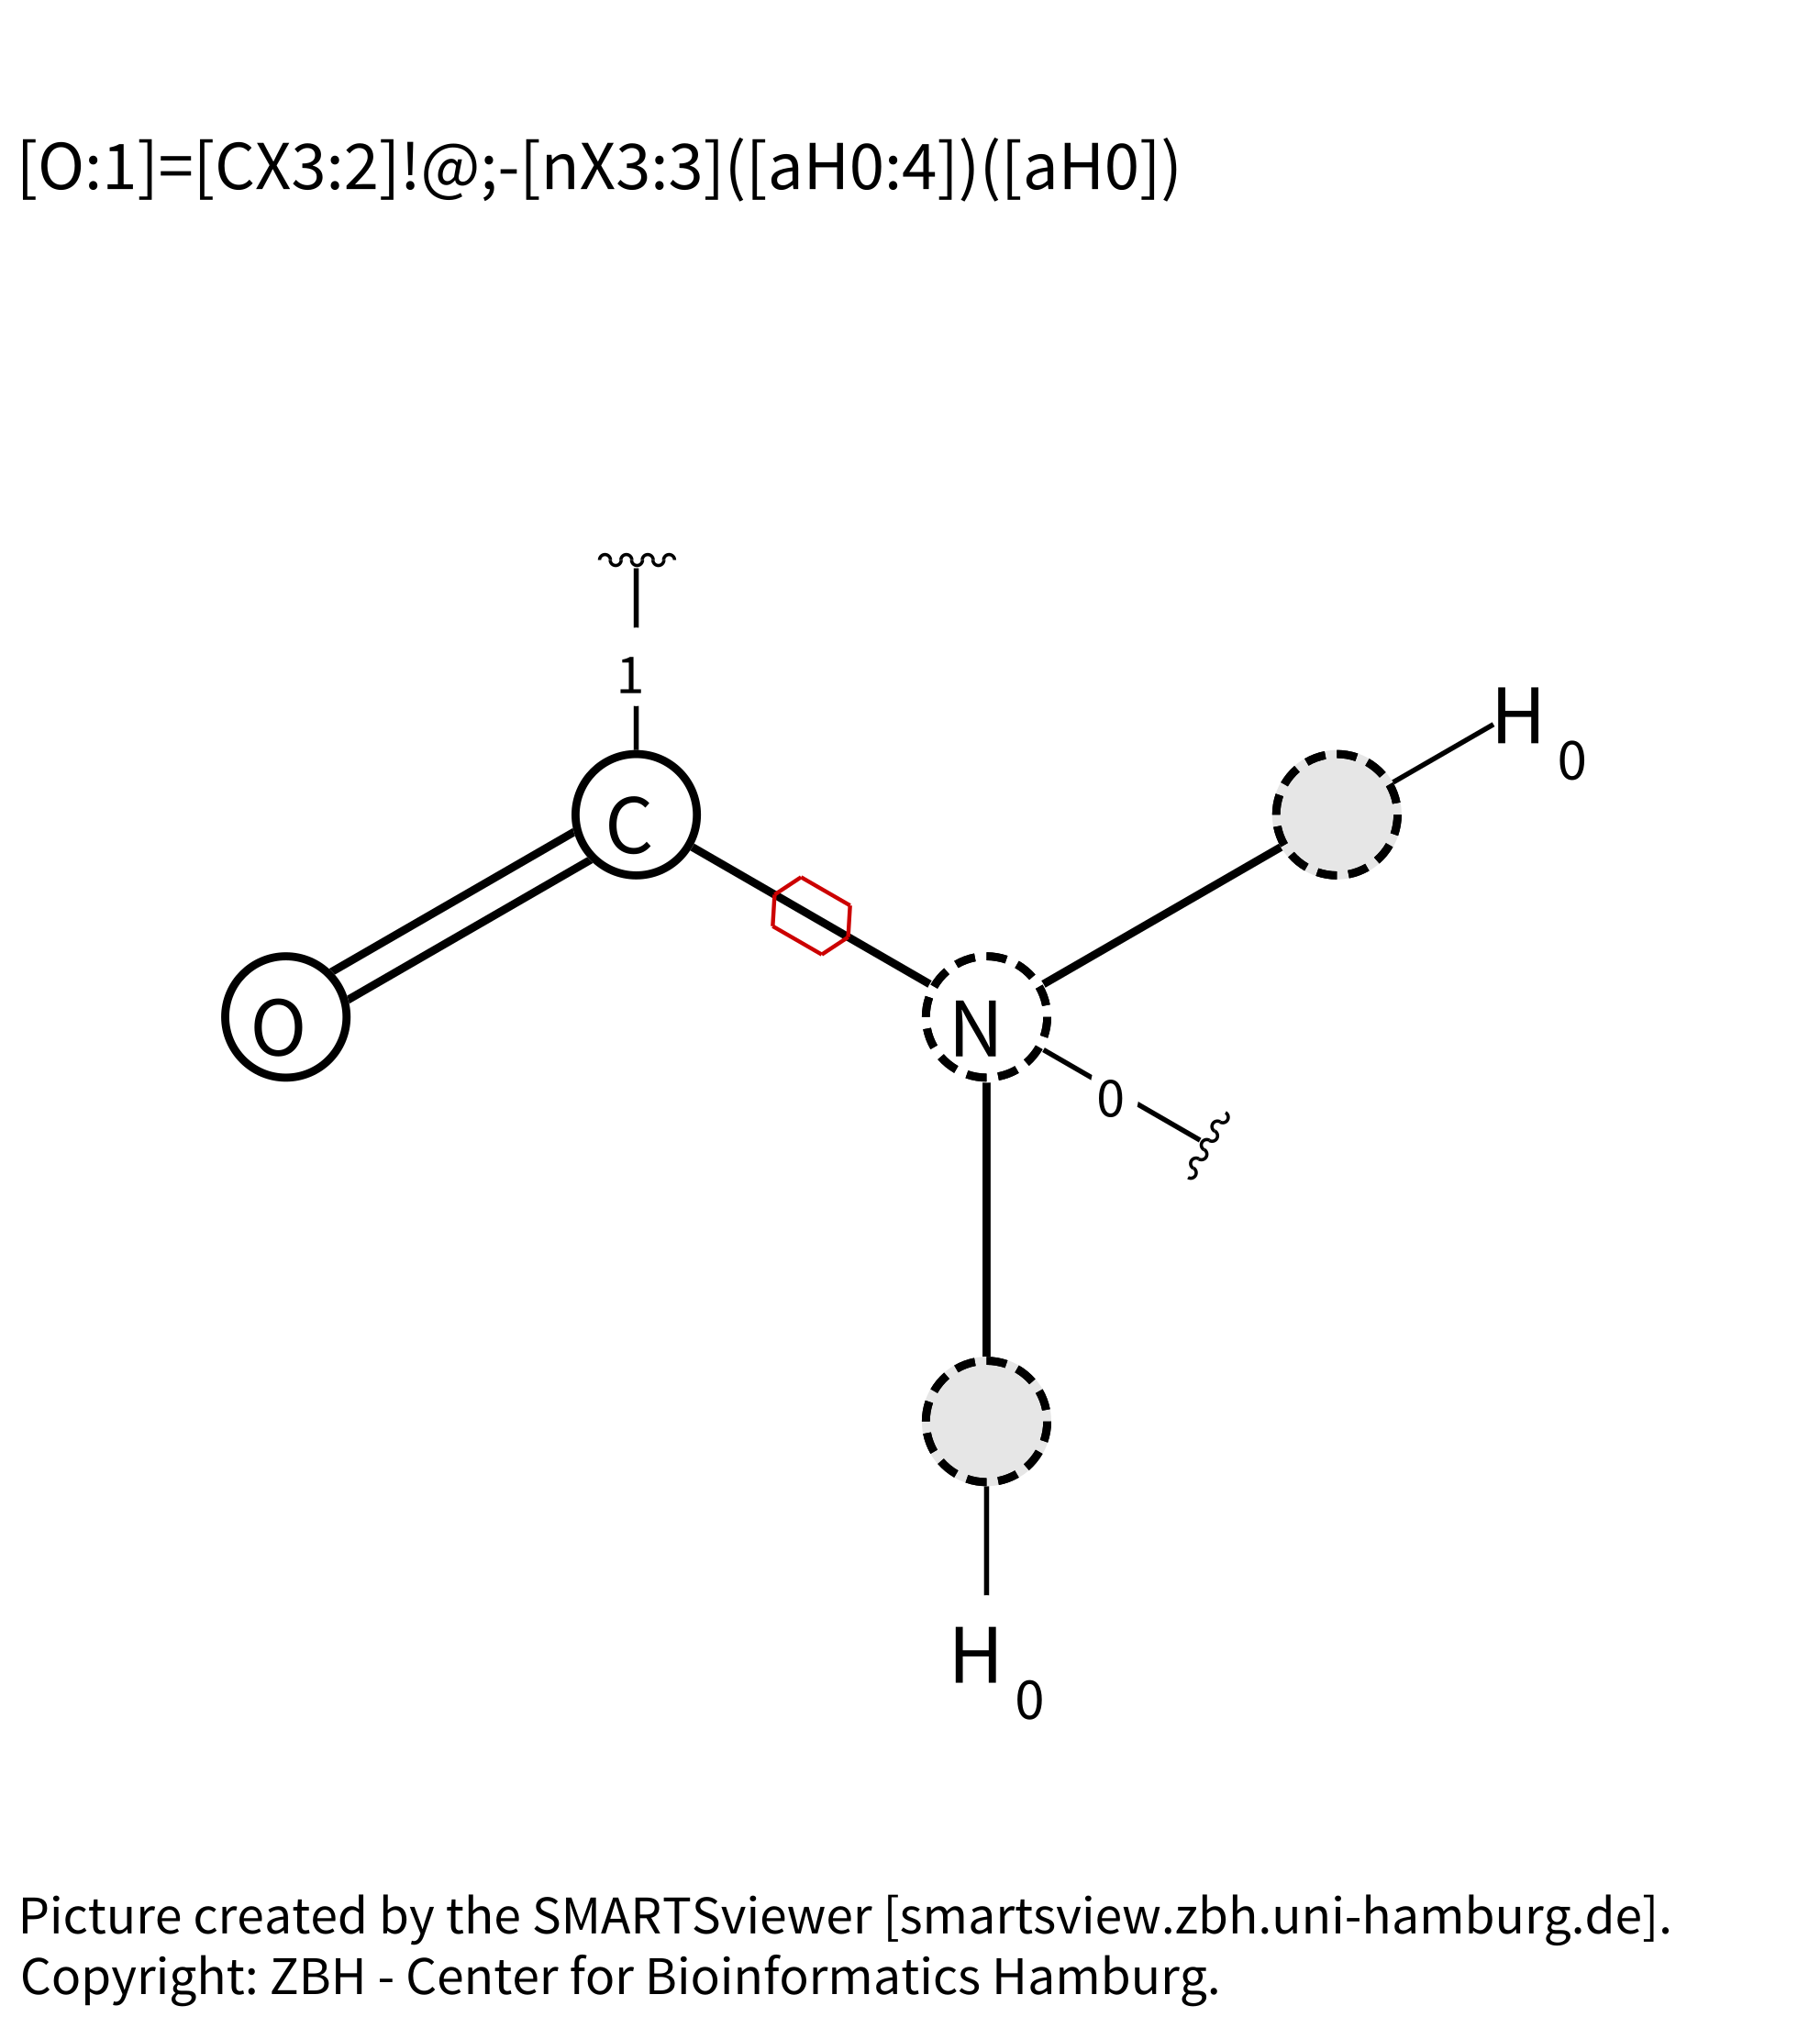 [O:1]=[CX3:2]!@;-[nX3:3]([aH0:4])([aH0])
1
H 0
C
O
N
0
H 0
Picture created by the SMARTSviewer [smartsview.zbh.uni-hamburg.de].
Copyright: ZBH - Center for Bioinformatics Hamburg.